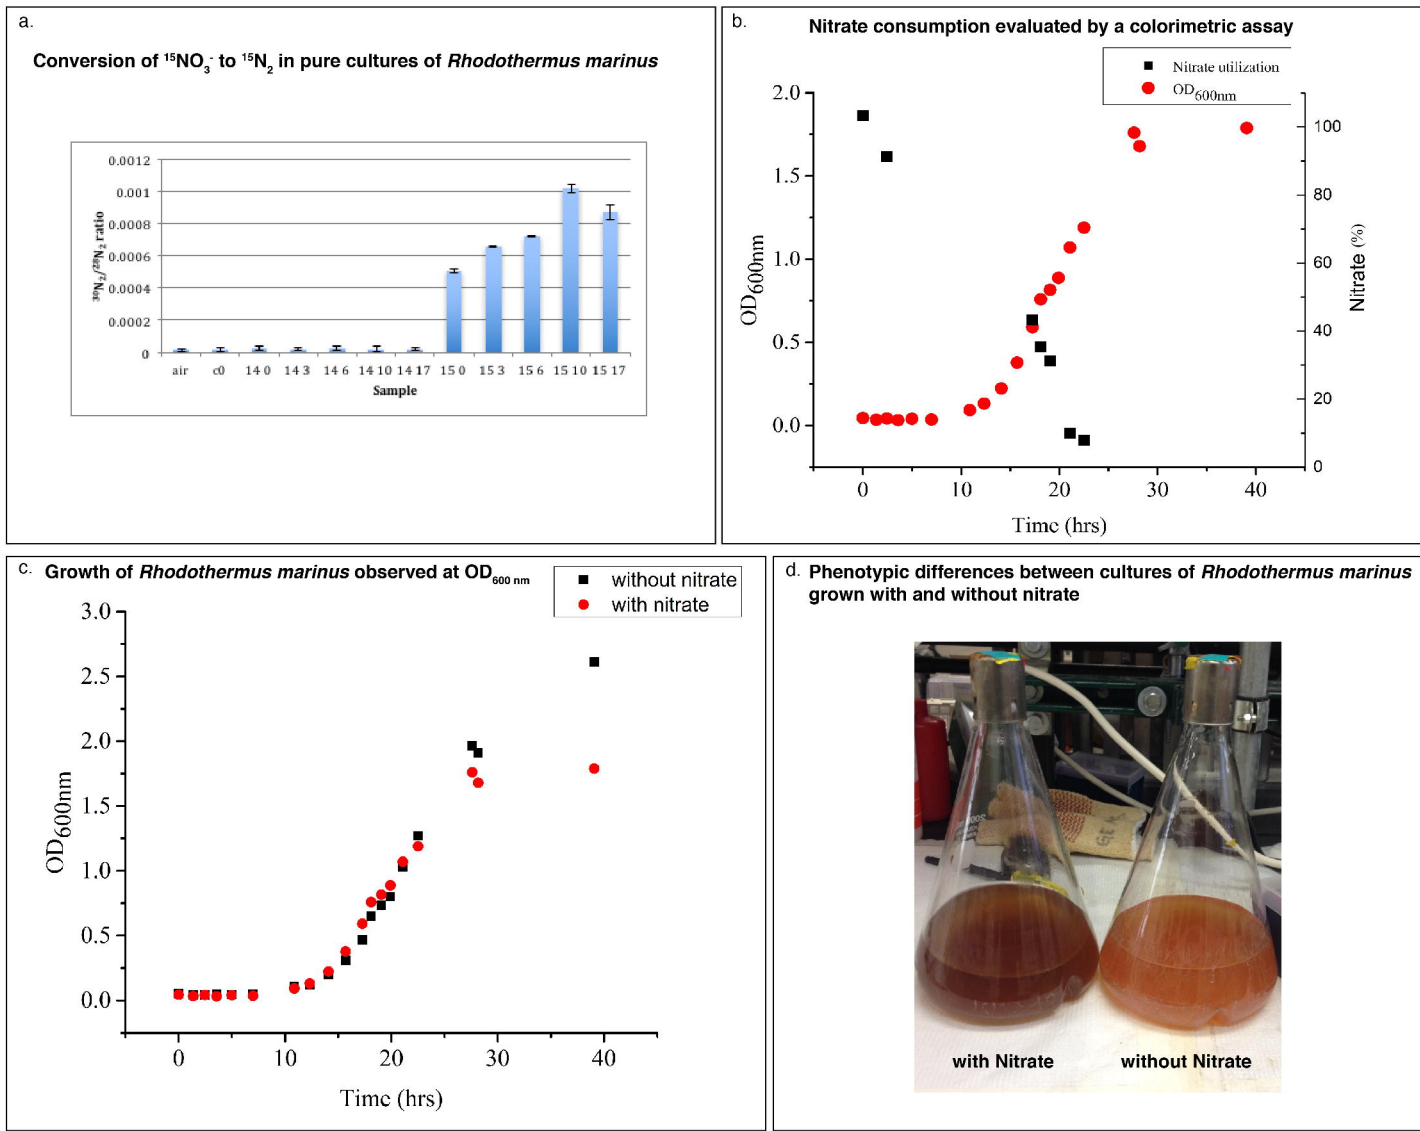 a.
Conversion of ¹⁵NO₃⁻ to ¹⁵N₂ in pure cultures of Rhodothermus marinus
0.0012
0.001
0.0008
0.0006
0.0004
0.0002
0
³⁰N₂/²⁸N₂ ratio
air c0 14 0 14 3 14 6 14 10 14 17 15 0 15 3 15 6 15 10 15 17
Sample
b.
Nitrate consumption evaluated by a colorimetric assay
Nitrate utilization
OD600nm
2.0
1.5
1.0
0.5
0.0
OD600nm
100
80
60
40
20
0
Nitrate (%)
0 10 20 30 40
Time (hrs)
c. Growth of Rhodothermus marinus observed at OD600 nm
without nitrate
with nitrate
3.0
2.5
2.0
1.5
1.0
0.5
0.0
OD600nm
0 10 20 30 40
Time (hrs)
d. Phenotypic differences between cultures of Rhodothermus marinus
grown with and without nitrate
with Nitrate without Nitrate